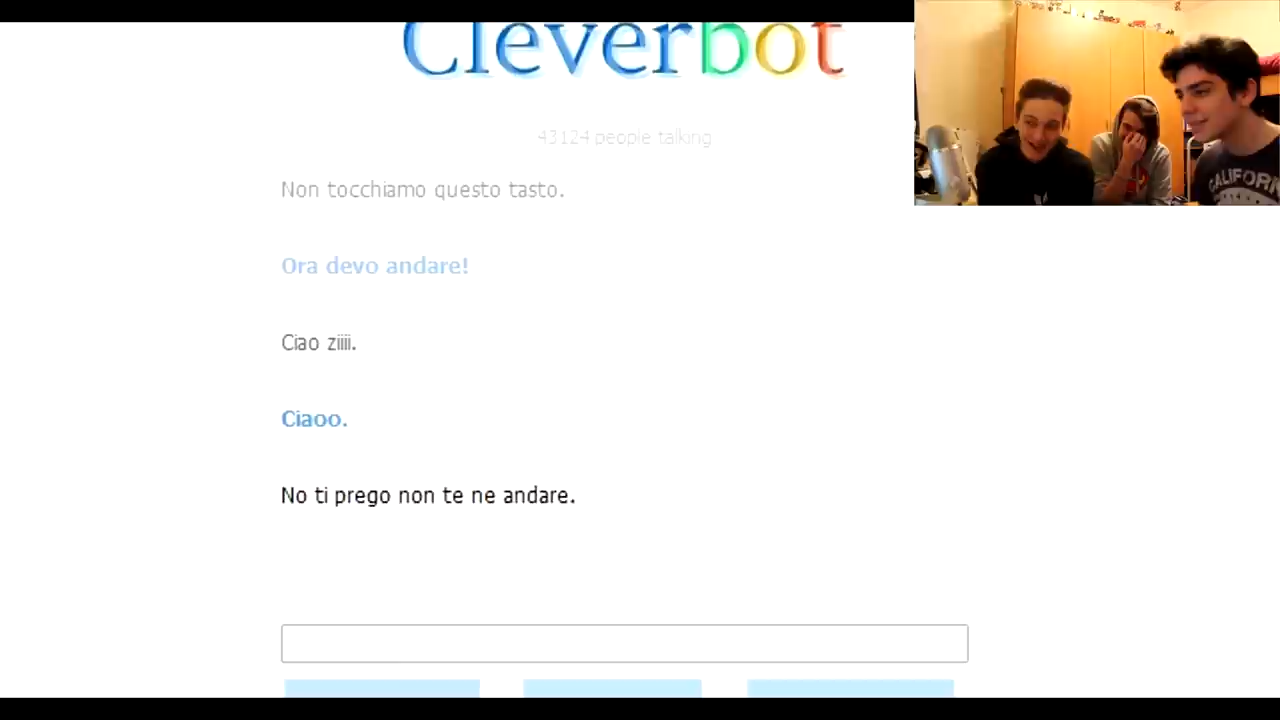 Cleverbot
43124 people talking
Non tocchiamo questo tasto.
Ora devo andare!
Ciao ziiii.
Ciaoo.
No ti prego non te ne andare.
CALIFORN